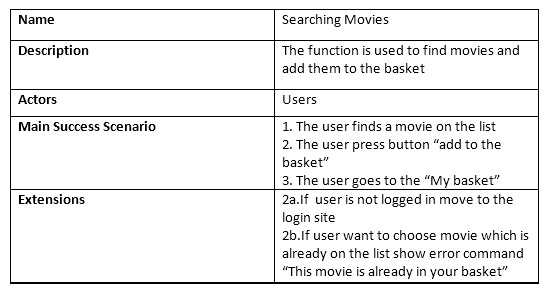 Name
Searching Movies
Description
The function is used to find movies and
add them to the basket
Actors
Users
Main Success Scenario
1. The user finds a movie on the list
2. The user press button “add to the
basket”
3. The user goes to the “My basket”
Extensions
2a.If  user is not logged in move to the
login site
2b.If user want to choose movie which is
already on the list show error command
“This movie is already in your basket”